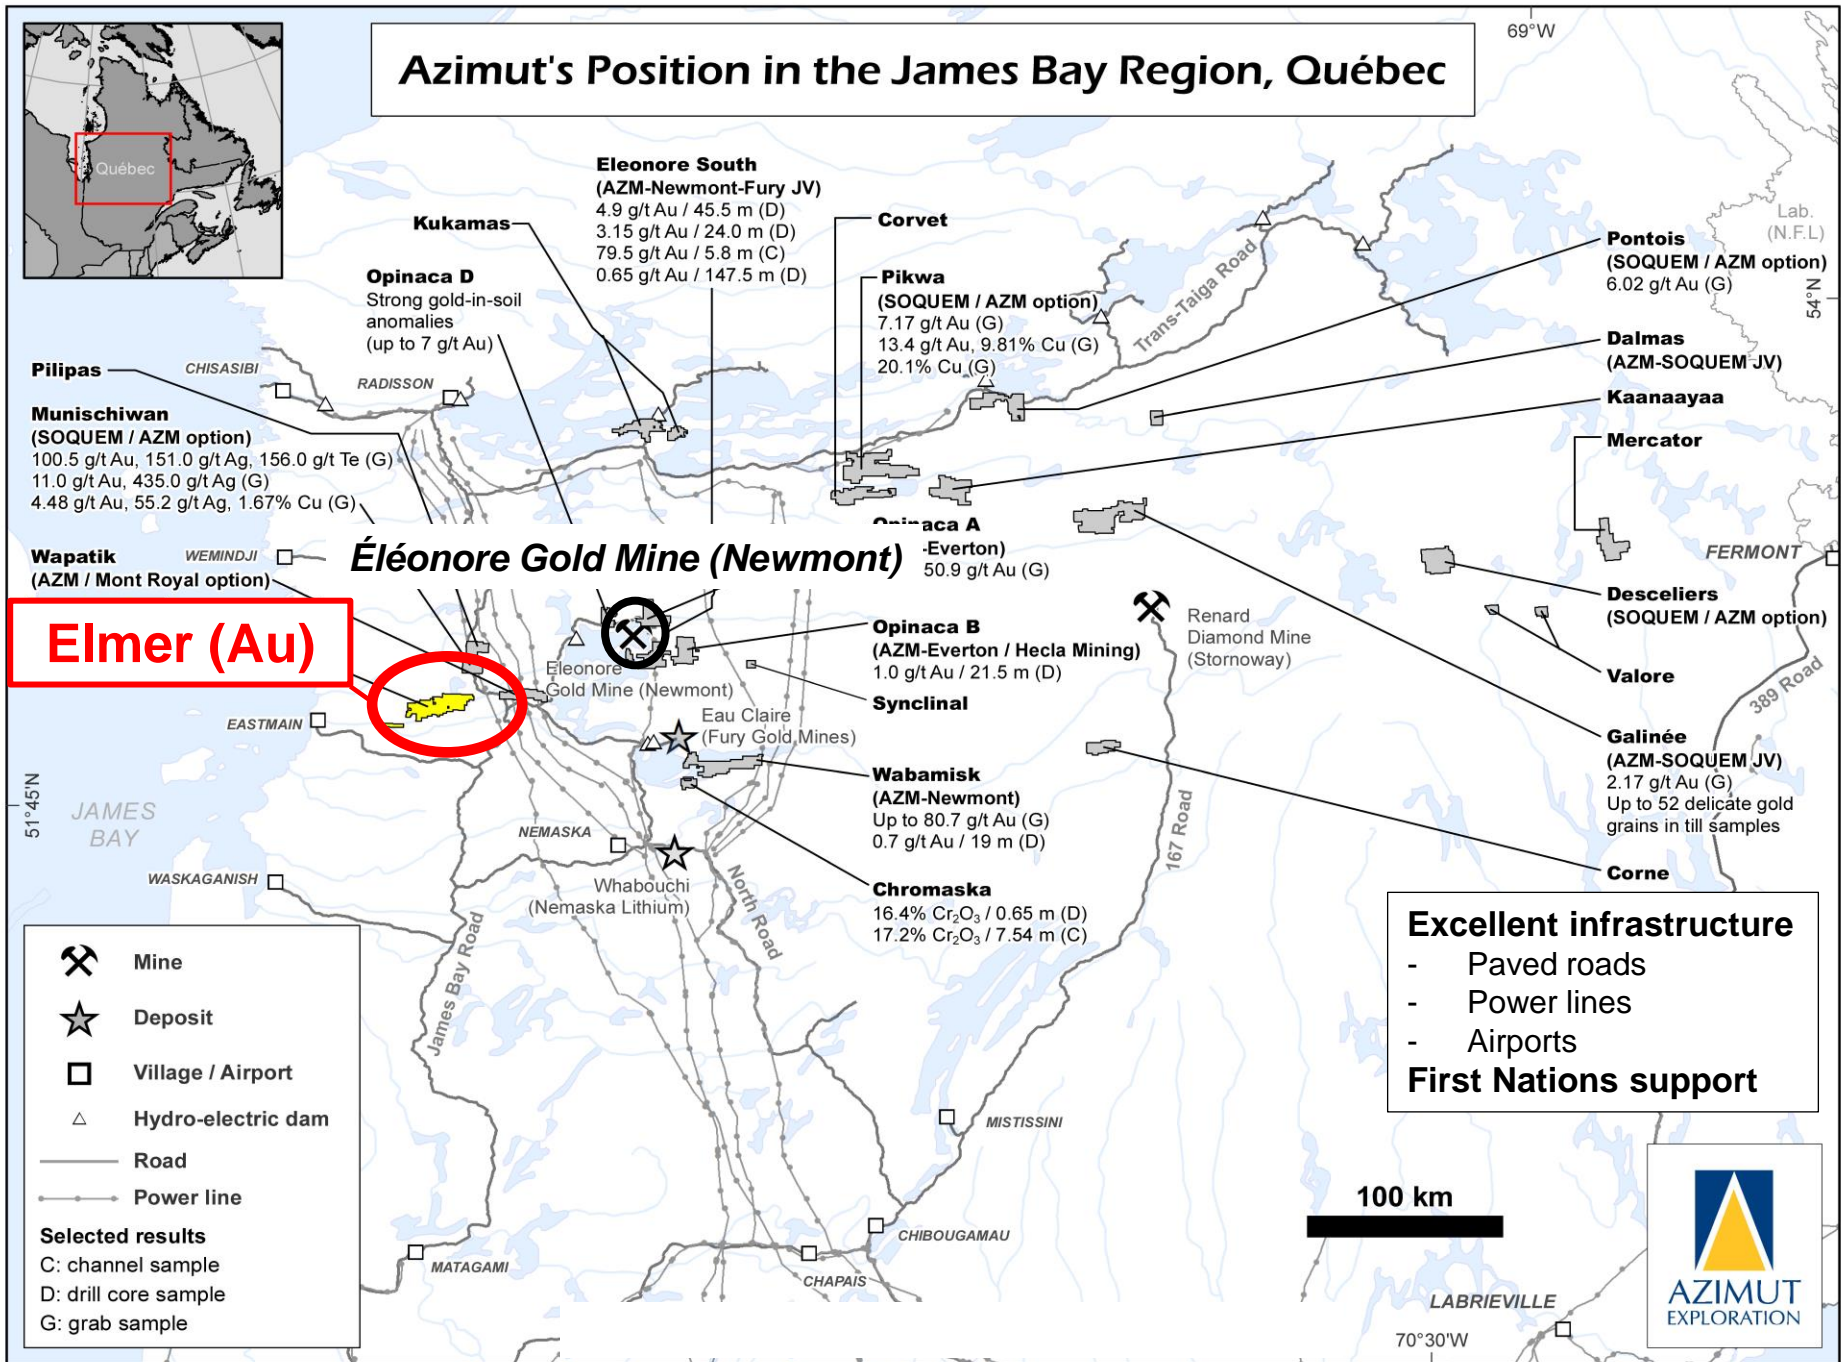 Azimut's Position in the James Bay Region, Québec
69°W
Québec
Eleonore South
(AZM-Newmont-Fury JV)
4.9 g/t Au / 45.5 m (D)
3.15 g/t Au / 24.0 m (D)
79.5 g/t Au / 5.8 m (C)
0.65 g/t Au / 147.5 m (D)
Kukamas
Corvet
Lab.
(N.F.L)
Opinaca D
Strong gold-in-soil
anomalies
(up to 7 g/t Au)
Pikwa
(SOQUEM / AZM option)
7.17 g/t Au (G)
13.4 g/t Au, 9.81% Cu (G)
20.1% Cu (G)
Trans-Taiga Road
Pontois
(SOQUEM / AZM option)
6.02 g/t Au (G)
54°N
Dalmas
(AZM-SOQUEM JV)
Kaanaayaa
Mercator
Pilipas
CHISASIBI
RADISSON
Munischiwan
(SOQUEM / AZM option)
100.5 g/t Au, 151.0 g/t Ag, 156.0 g/t Te (G)
11.0 g/t Au, 435.0 g/t Ag (G)
4.48 g/t Au, 55.2 g/t Ag, 1.67% Cu (G)
Wapatik
(AZM / Mont Royal option)
WEMINDJI
Éléonore Gold Mine (Newmont)
Opinaca A
-Everton)
50.9 g/t Au (G)
FERMONT
Desceliers
(SOQUEM / AZM option)
Elmer (Au)
Renard
Diamond Mine
(Stornoway)
Opinaca B
(AZM-Everton / Hecla Mining)
1.0 g/t Au / 21.5 m (D)
Eleonore
Gold Mine (Newmont)
Synclinal
Valore
389 Road
EASTMAIN
Eau Claire
(Fury Gold Mines)
Galinée
(AZM-SOQUEM JV)
2.17 g/t Au (G)
Up to 52 delicate gold
grains in till samples
Wabamisk
(AZM-Newmont)
Up to 80.7 g/t Au (G)
0.7 g/t Au / 19 m (D)
51°45'N
JAMES
BAY
NEMASKA
167 Road
WASKAGANISH
Whabouchi
(Nemaska Lithium)
North Road
Chromaska
16.4% Cr₂O₃ / 0.65 m (D)
17.2% Cr₂O₃ / 7.54 m (C)
Corne
James Bay Road
Excellent infrastructure
- Paved roads
- Power lines
- Airports
First Nations support
Mine
Deposit
Village / Airport
Hydro-electric dam
Road
Power line
Selected results
C: channel sample
D: drill core sample
G: grab sample
MISTISSINI
100 km
CHIBOUGAMAU
MATAGAMI
CHAPAIS
LABRIEVILLE
70°30'W
AZIMUT
EXPLORATION